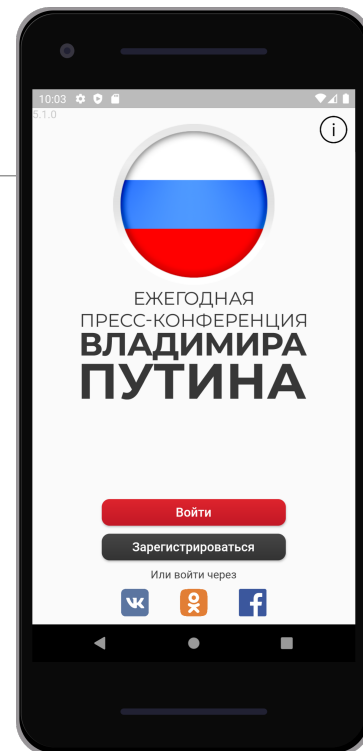 10:03
5.1.0
i
ЕЖЕГОДНАЯ
ПРЕСС-КОНФЕРЕНЦИЯ
ВЛАДИМИРА
ПУТИНА
Войти
Зарегистрироваться
Или войти через